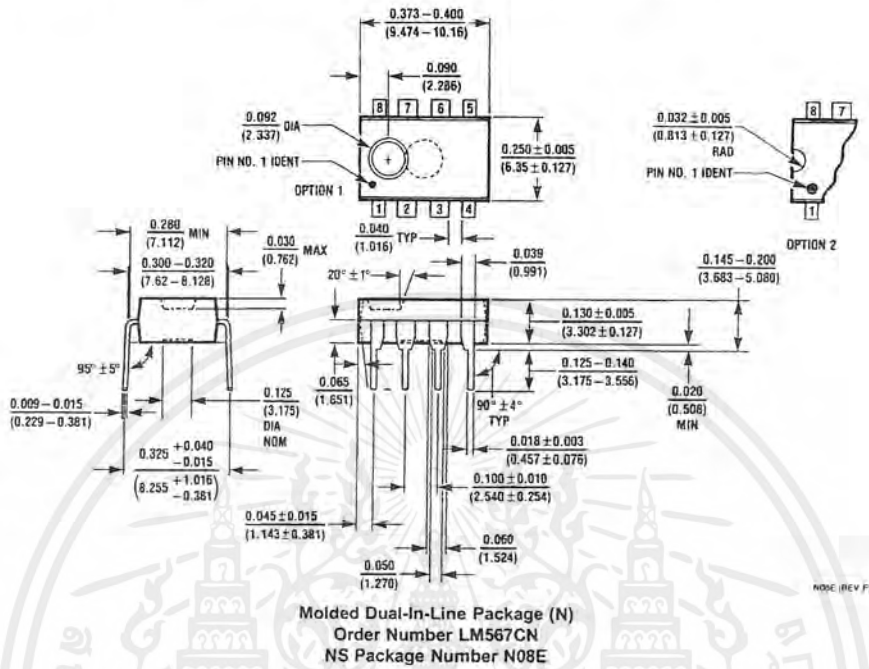 0.373 – 0.400
(9.474 – 10.16)
0.090
(2.286)
8 7 6 5
0.092 DIA
(2.337)
PIN NO. 1 IDENT
OPTION 1
0.250 ± 0.005
(6.35 ± 0.127)
1 2 3 4
0.032 ± 0.005
(0.813 ± 0.127)
RAD
PIN NO. 1 IDENT
8 7
1
OPTION 2
0.280 MIN
(7.112)
0.300 – 0.320
(7.62 – 8.128)
0.030 MAX
(0.762)
0.040 TYP
(1.016)
0.039
(0.991)
20° ± 1°
0.145 – 0.200
(3.683 – 5.080)
0.130 ± 0.005
(3.302 ± 0.127)
0.125 – 0.140
(3.175 – 3.556)
0.020
(0.508)
MIN
95° ± 5°
0.009 – 0.015
(0.229 – 0.381)
0.125
(3.175)
DIA
NOM
0.065
(1.651)
90° ± 4°
TYP
0.325 +0.040 –0.015
(8.255 +1.016 –0.381)
0.018 ± 0.003
(0.457 ± 0.076)
0.100 ± 0.010
(2.540 ± 0.254)
0.045 ± 0.015
(1.143 ± 0.381)
0.060
(1.524)
0.050
(1.270)
N08E (REV F
Molded Dual-In-Line Package (N)
Order Number LM567CN
NS Package Number N08E